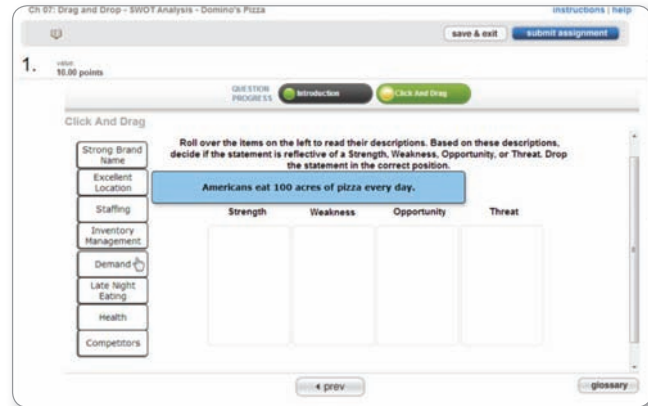 Ch 07: Drag and Drop - SWOT Analysis - Domino's Pizza
instructions | help
save & exit
submit assignment
1.
value
10.00 points
QUESTION
PROGRESS
Introduction
Click And Drag
Click And Drag
Roll over the items on the left to read their descriptions. Based on these descriptions,
decide if the statement is reflective of a Strength, Weakness, Opportunity, or Threat. Drop
the statement in the correct position.
Strong Brand
Name
Excellent
Location
Staffing
Inventory
Management
Demand
Late Night
Eating
Health
Competitors
Americans eat 100 acres of pizza every day.
Strength
Weakness
Opportunity
Threat
prev
glossary